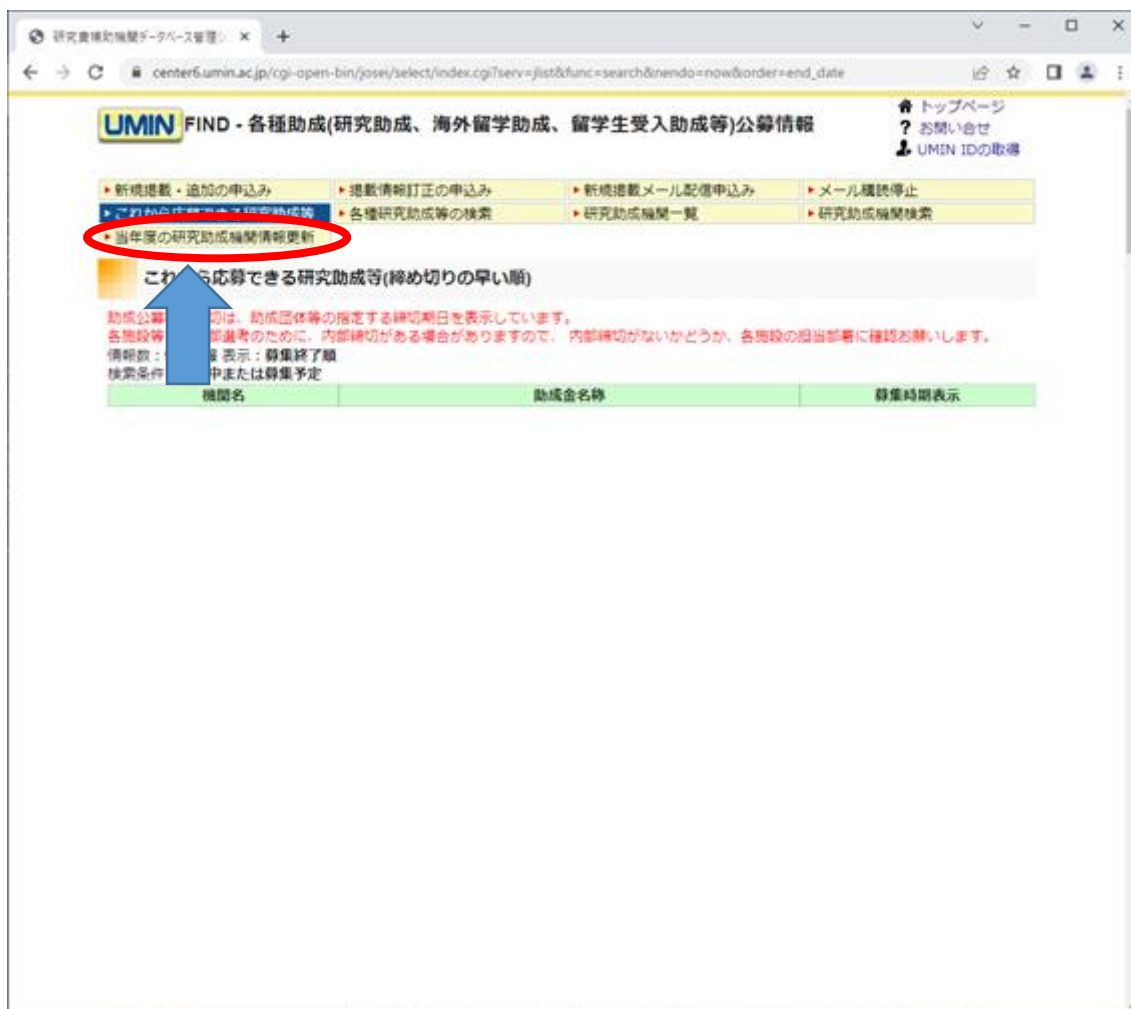 研究費補助機関データベース管理
center6.umin.ac.jp/cgi-open-bin/josei/select/index.cgi?serv=jlist&func=search&nendo=now&order=end_date
UMIN FIND - 各種助成(研究助成、海外留学助成、留学生受入助成等)公募情報
トップページ
? お問い合せ
UMIN IDの取得
新規掲載・追加の申込み 掲載情報訂正の申込み 新規掲載メール配信申込み メール購読停止
これから応募できる研究助成等 各種研究助成等の検索 研究助成機関一覧 研究助成機関検索
当年度の研究助成機関情報更新
これから応募できる研究助成等(締め切りの早い順)
助成公募 切は、助成団体等の指定する締切期日を表示しています。
各施設等 部選考のために、内部締切がある場合がありますので、内部締切がないかどうか、各施設の担当部署に確認お願いします。
情報数： 表示：募集終了順
検索条件 中または募集予定
機関名 助成金名称 募集時期表示